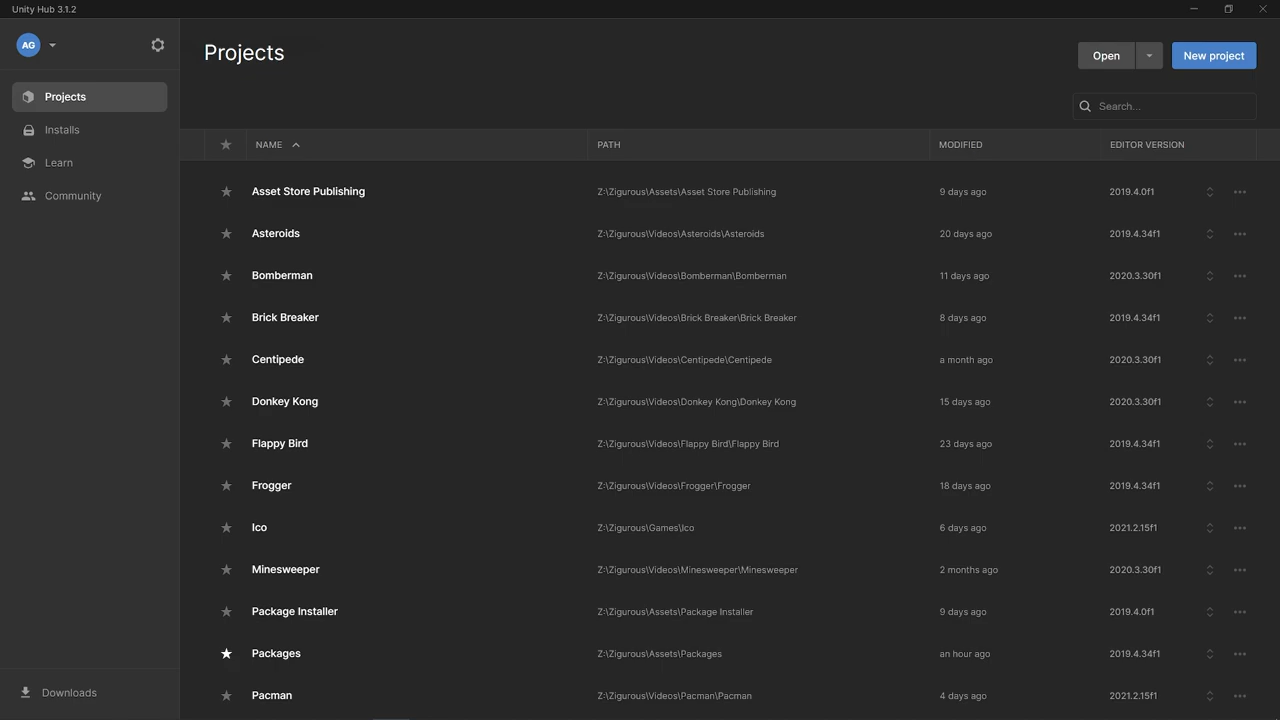 Unity Hub 3.1.2
AG
Projects
Open
New project
Projects
Installs
Learn
Community
Search...
NAME PATH MODIFIED EDITOR VERSION
Asset Store Publishing Z:\Zigurous\Assets\Asset Store Publishing 9 days ago 2019.4.0f1
Asteroids Z:\Zigurous\Videos\Asteroids\Asteroids 20 days ago 2019.4.34f1
Bomberman Z:\Zigurous\Videos\Bomberman\Bomberman 11 days ago 2020.3.30f1
Brick Breaker Z:\Zigurous\Videos\Brick Breaker\Brick Breaker 8 days ago 2019.4.34f1
Centipede Z:\Zigurous\Videos\Centipede\Centipede a month ago 2020.3.30f1
Donkey Kong Z:\Zigurous\Videos\Donkey Kong\Donkey Kong 15 days ago 2020.3.30f1
Flappy Bird Z:\Zigurous\Videos\Flappy Bird\Flappy Bird 23 days ago 2019.4.34f1
Frogger Z:\Zigurous\Videos\Frogger\Frogger 18 days ago 2019.4.34f1
Ico Z:\Zigurous\Games\Ico 6 days ago 2021.2.15f1
Minesweeper Z:\Zigurous\Videos\Minesweeper\Minesweeper 2 months ago 2020.3.30f1
Package Installer Z:\Zigurous\Assets\Package Installer 9 days ago 2019.4.0f1
Packages Z:\Zigurous\Assets\Packages an hour ago 2019.4.34f1
Pacman Z:\Zigurous\Videos\Pacman\Pacman 4 days ago 2021.2.15f1
Downloads